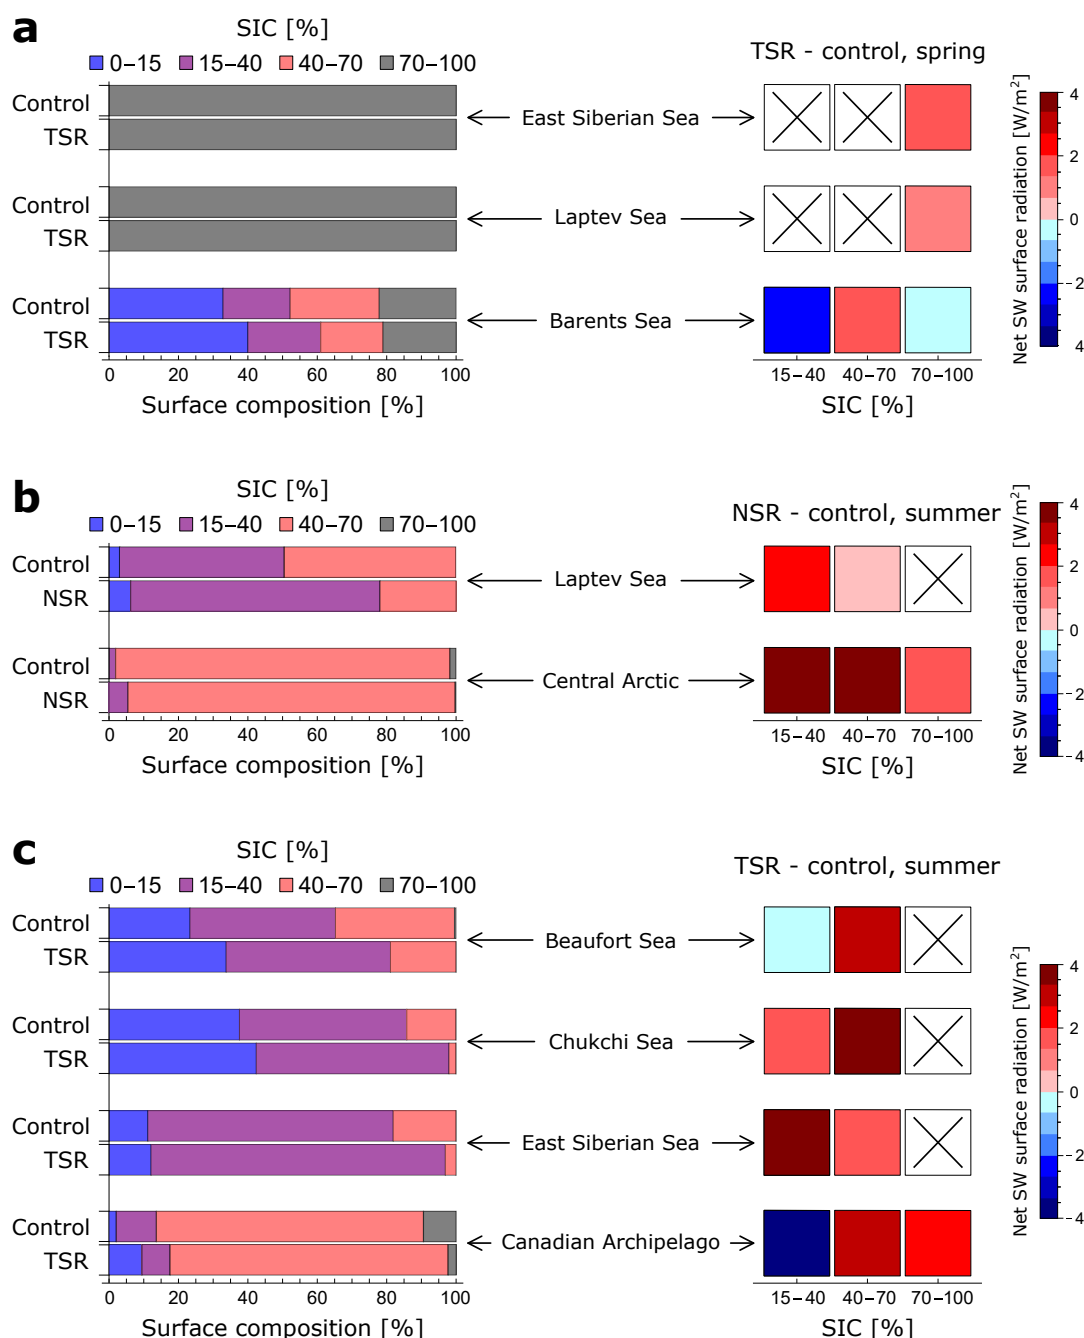 a
SIC [%]
0–15 15–40 40–70 70–100
TSR - control, spring
Control
TSR
East Siberian Sea
Control
TSR
Laptev Sea
Control
TSR
Barents Sea
0 20 40 60 80 100
Surface composition [%]
15–40 40–70 70–100
SIC [%]
4
2
0
2
4
Net SW surface radiation [W/m²]
b
SIC [%]
0–15 15–40 40–70 70–100
NSR - control, summer
Control
NSR
Laptev Sea
Control
NSR
Central Arctic
0 20 40 60 80 100
Surface composition [%]
15–40 40–70 70–100
SIC [%]
4
2
0
-2
-4
Net SW surface radiation [W/m²]
c
SIC [%]
0–15 15–40 40–70 70–100
TSR - control, summer
Control
TSR
Beaufort Sea
Control
TSR
Chukchi Sea
Control
TSR
East Siberian Sea
Control
TSR
Canadian Archipelago
0 20 40 60 80 100
Surface composition [%]
15–40 40–70 70–100
SIC [%]
4
2
0
-2
-4
Net SW surface radiation [W/m²]